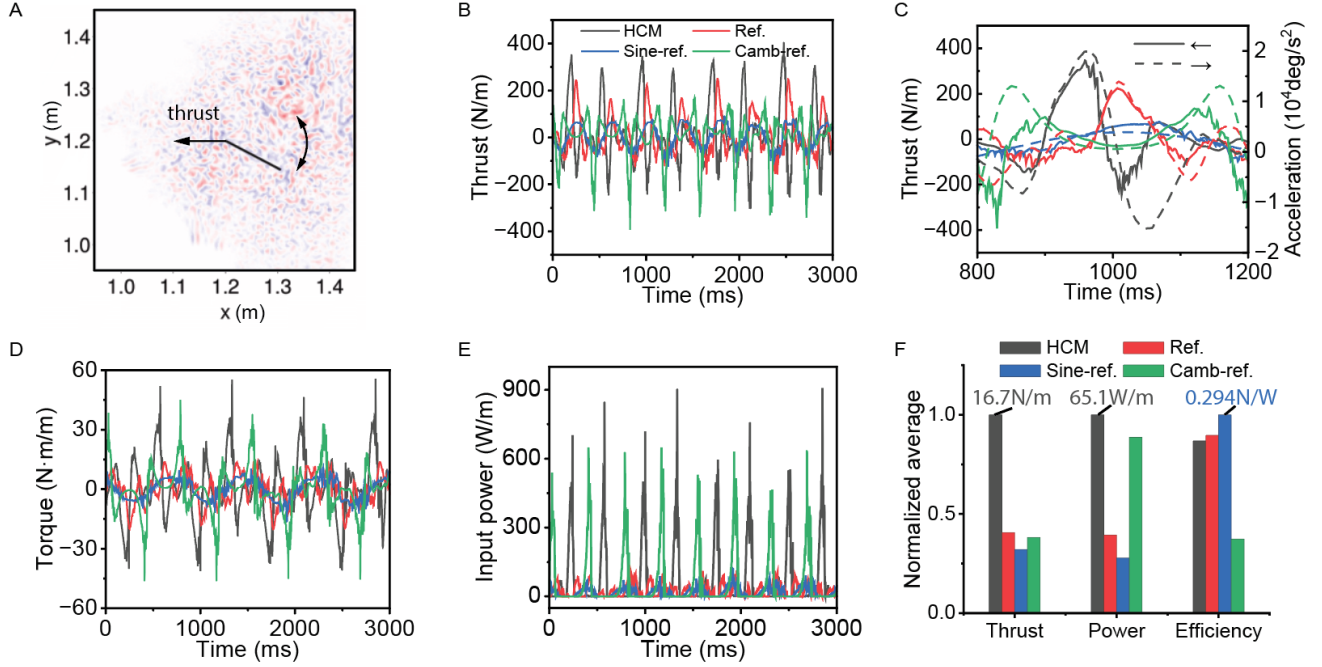 A
1.4
1.3
1.2
1.1
1.0
y (m)
thrust
1.0 1.1 1.2 1.3 1.4
x (m)
B
HCM Ref.
Sine-ref. Camb-ref.
400
200
0
−200
−400
Thrust (N/m)
0 1000 2000 3000
Time (ms)
C
400
200
0
−200
−400
Thrust (N/m)
2
1
0
−1
−2
Acceleration (10⁴deg/s²)
800 1000 1200
Time (ms)
D
60
30
0
−30
−60
Torque (N·m/m)
0 1000 2000 3000
Time (ms)
E
900
600
300
0
Input power (W/m)
0 1000 2000 3000
Time (ms)
F
HCM Ref.
Sine-ref. Camb-ref.
16.7N/m 65.1W/m 0.294N/W
1.0
0.5
0.0
Normalized average
Thrust Power Efficiency